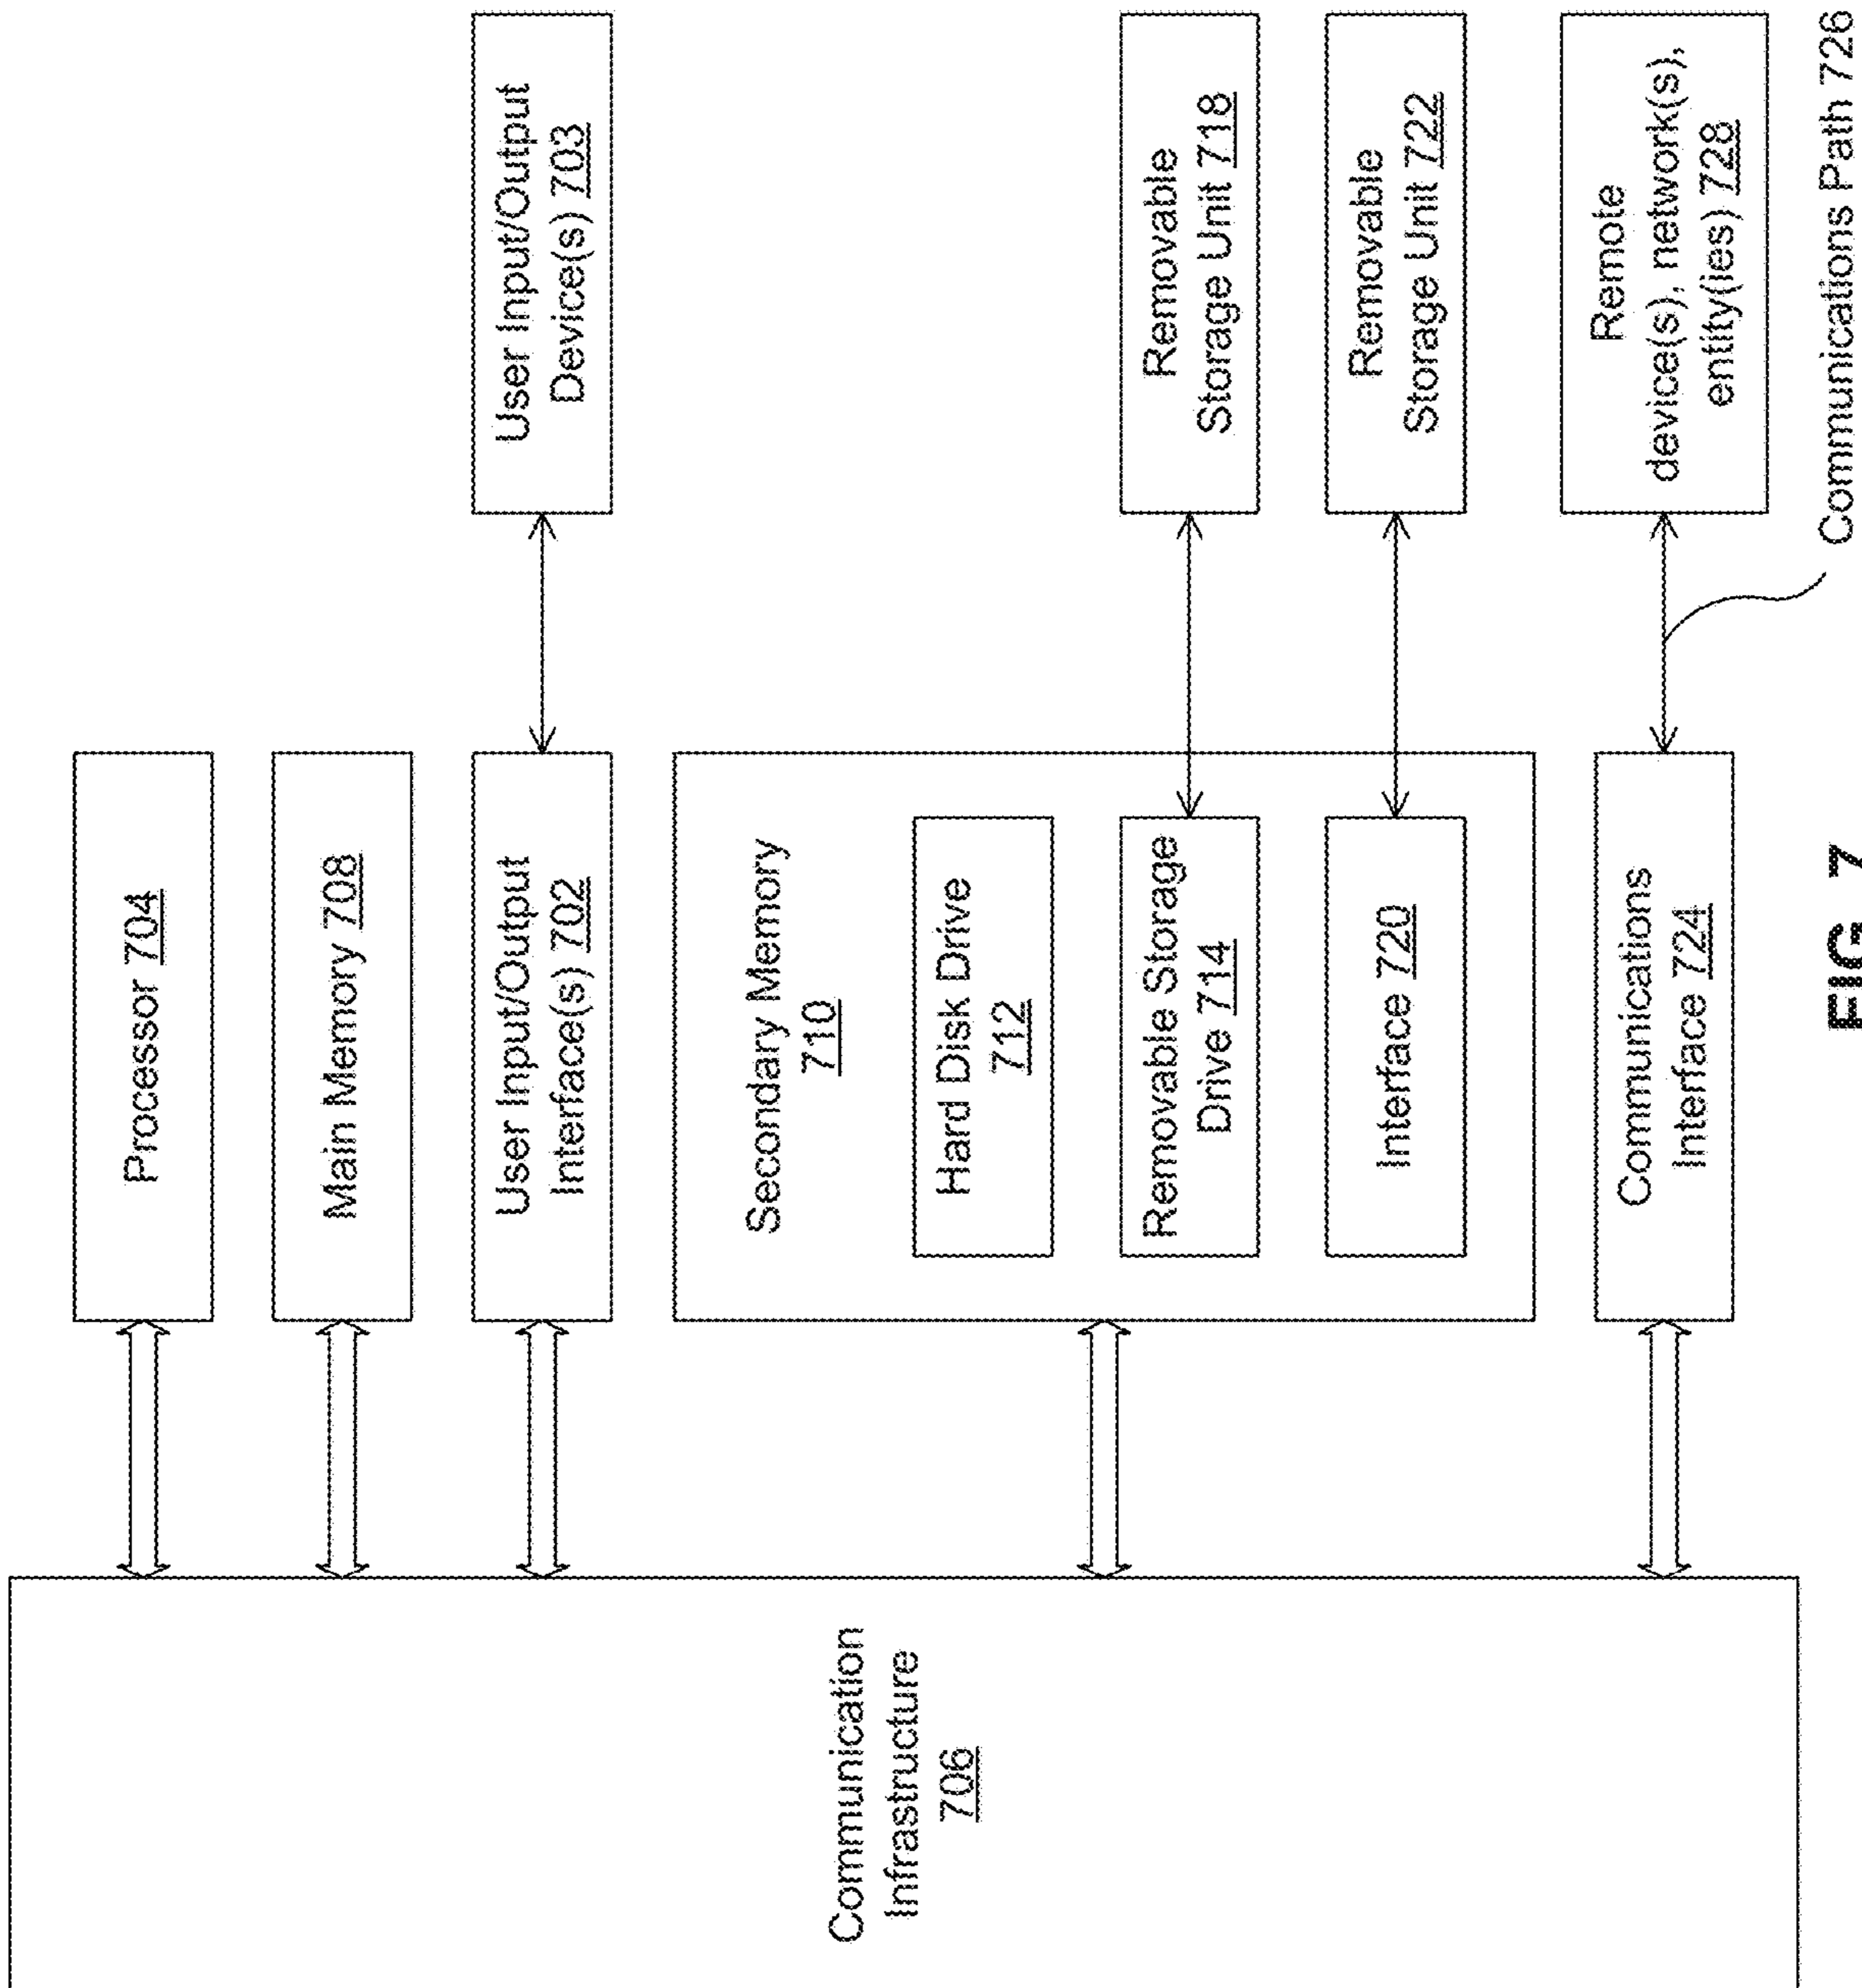 Processor 704
Main Memory 708
User Input/Output
Interface(s) 702
User Input/Output
Device(s) 703
Communication
Infrastructure
706
Secondary Memory
710
Hard Disk Drive
712
Removable Storage
Drive 714
Removable
Storage Unit 718
Interface 720
Removable
Storage Unit 722
Communications
Interface 724
Remote
device(s), network(s),
entity(ies) 728
Communications Path 726
FIG. 7